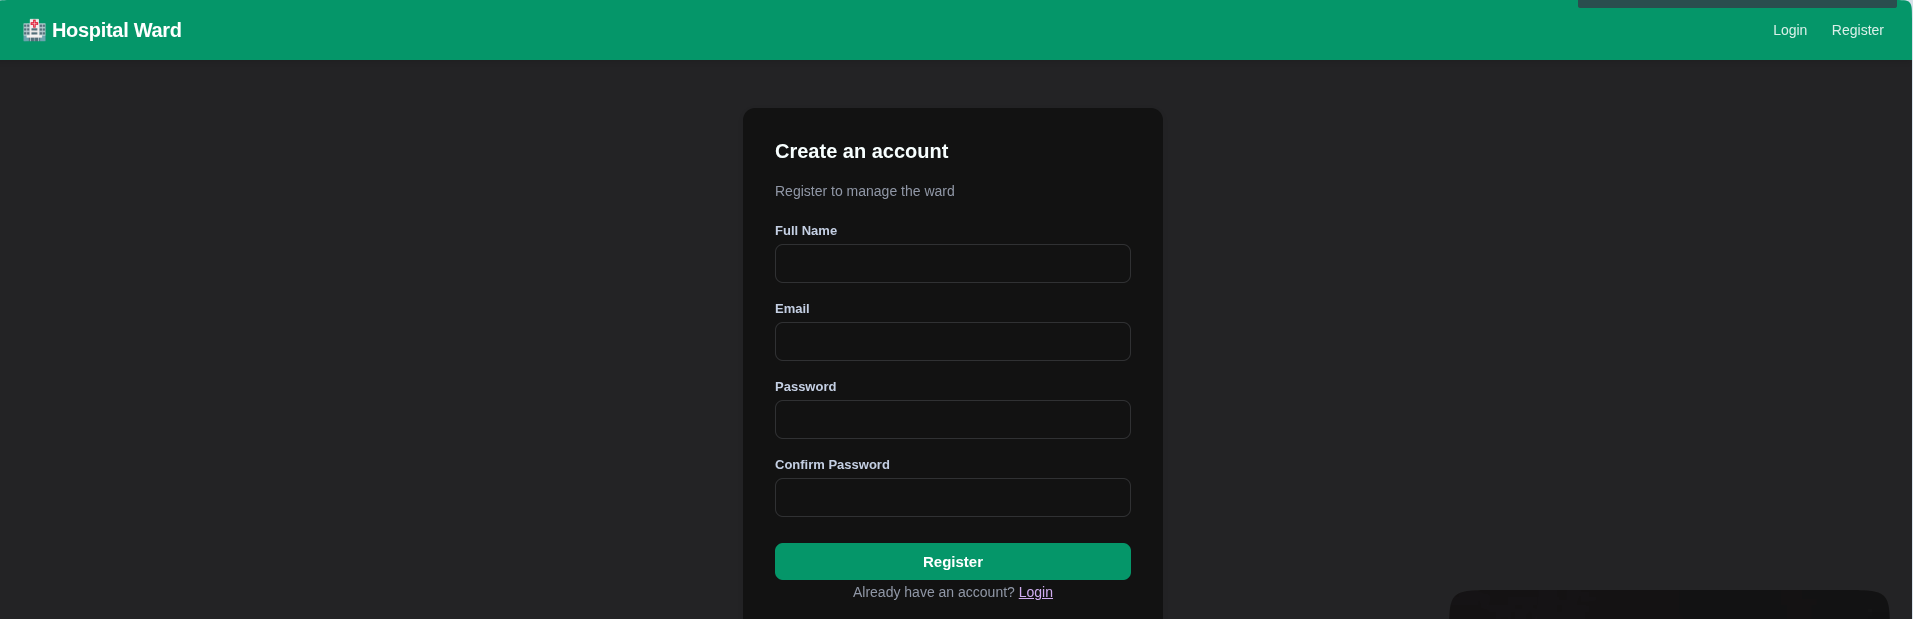 Hospital Ward
Login
Register
Create an account
Register to manage the ward
Full Name
Email
Password
Confirm Password
Register
Already have an account? Login